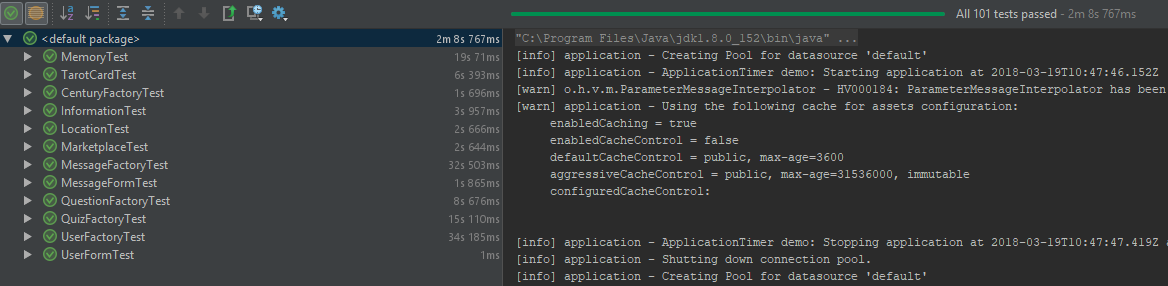 All 101 tests passed - 2m 8s 767ms
<default package> 2m 8s 767ms
MemoryTest 19s 71ms
TarotCardTest 6s 393ms
CenturyFactoryTest 1s 696ms
InformationTest 3s 957ms
LocationTest 2s 666ms
MarketplaceTest 2s 644ms
MessageFactoryTest 32s 503ms
MessageFormTest 1s 865ms
QuestionFactoryTest 8s 676ms
QuizFactoryTest 15s 110ms
UserFactoryTest 34s 185ms
UserFormTest 1ms
"C:\Program Files\Java\jdk1.8.0_152\bin\java" ...
[info] application - Creating Pool for datasource 'default'
[info] application - ApplicationTimer demo: Starting application at 2018-03-19T10:47:46.152Z
[warn] o.h.v.m.ParameterMessageInterpolator - HV000184: ParameterMessageInterpolator has been
[warn] application - Using the following cache for assets configuration:
enabledCaching = true
enabledCacheControl = false
defaultCacheControl = public, max-age=3600
aggressiveCacheControl = public, max-age=31536000, immutable
configuredCacheControl:
[info] application - ApplicationTimer demo: Stopping application at 2018-03-19T10:47:47.419Z
[info] application - Shutting down connection pool.
[info] application - Creating Pool for datasource 'default'